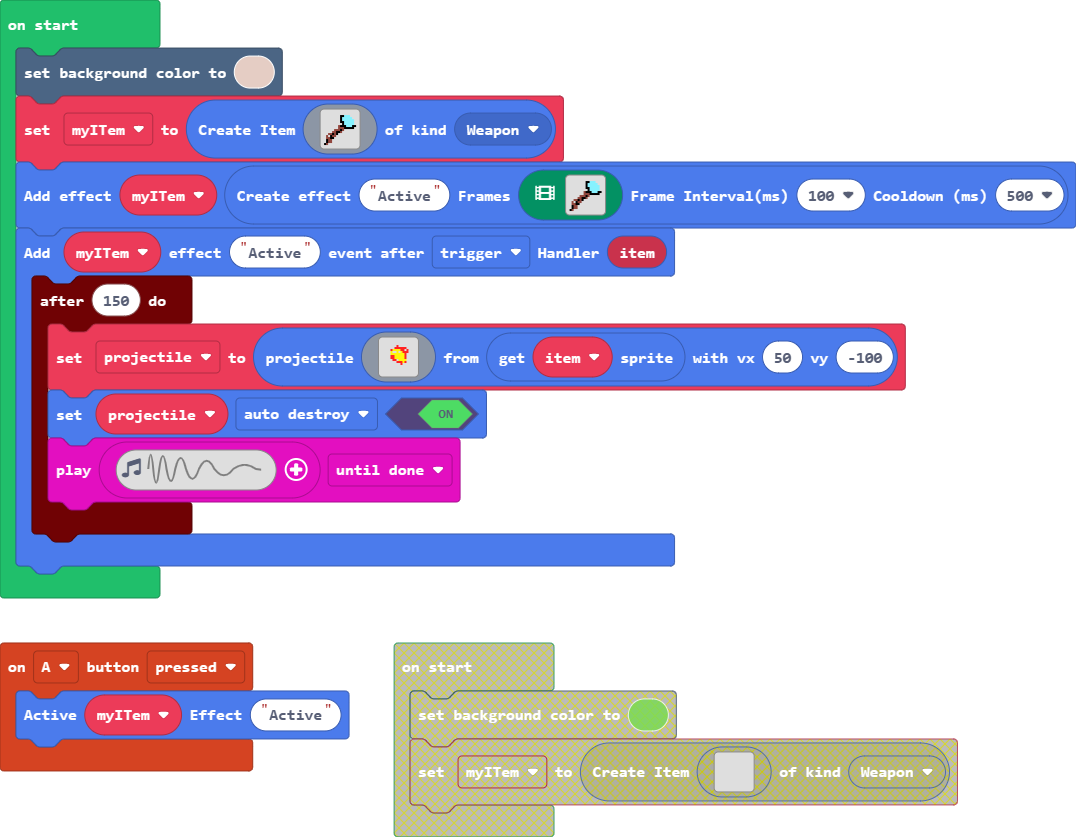 on start
set background color to
set myITem to Create Item of kind Weapon
Add effect myITem Create effect "Active" Frames Frame Interval(ms) 100 Cooldown (ms) 500
Add myITem effect "Active" event after trigger Handler item
after 150 do
set projectile to projectile from get item sprite with vx 50 vy -100
set projectile auto destroy ON
play until done
on A button pressed
Active myITem Effect "Active"
on start
set background color to
set myITem to Create Item of kind Weapon